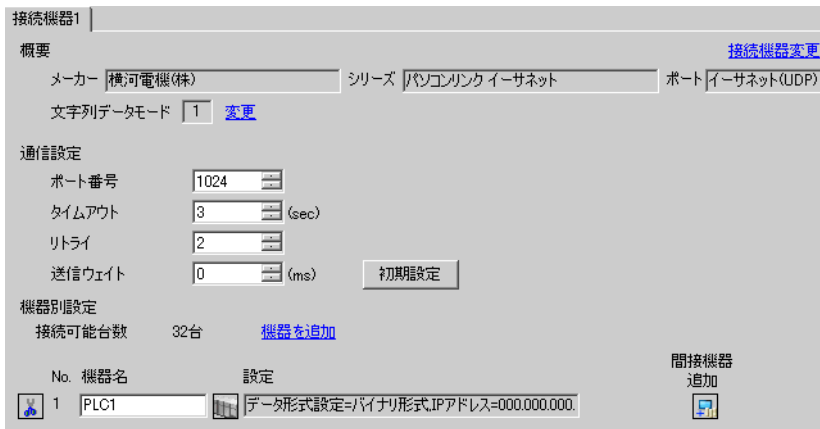 接続機器1
概要
接続機器変更
メーカー 横河電機(株) シリーズ パソコンリンク イーサネット ポート イーサネット(UDP)
文字列データモード 1 変更
通信設定
ポート番号 1024
タイムアウト 3 (sec)
リトライ 2
送信ウェイト 0 (ms) 初期設定
機器別設定
接続可能台数 32台 機器を追加
間接機器
No. 機器名 設定 追加
1 PLC1 データ形式設定=バイナリ形式,IPアドレス=000.000.000.